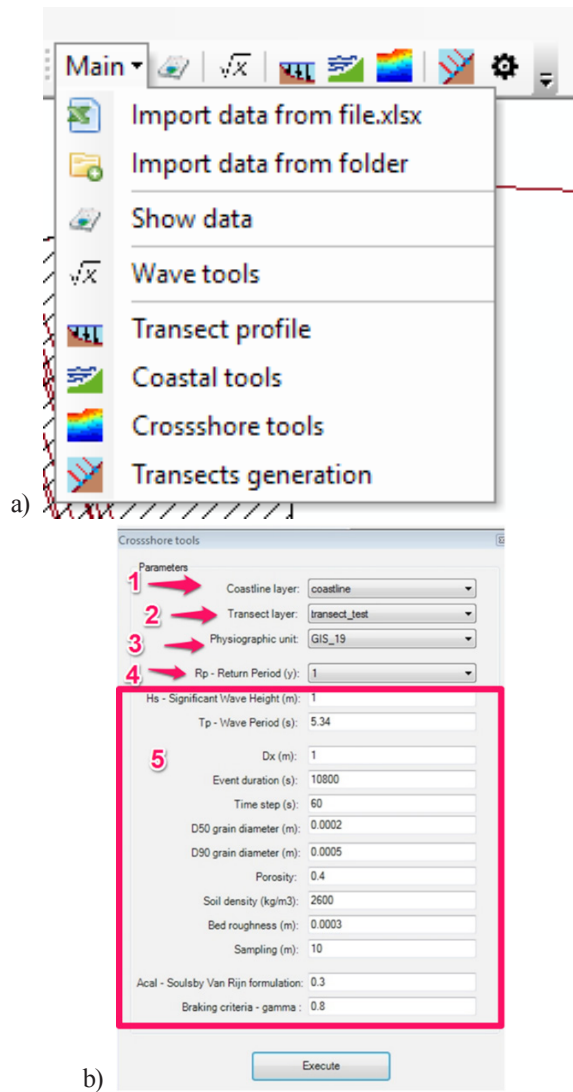 Main
√x
Import data from file.xlsx
Import data from folder
Show data
√x Wave tools
Transect profile
Coastal tools
Crossshore tools
Transects generation
a)
Crossshore tools
Parameters
1 Coastline layer: coastline
2 Transect layer: transect_test
3 Physiographic unit: GIS_19
4 Rp - Return Period (y): 1
Hs - Significant Wave Height (m): 1
Tp - Wave Period (s): 5.34
5 Dx (m): 1
Event duration (s): 10800
Time step (s): 60
D50 grain diameter (m): 0.0002
D90 grain diameter (m): 0.0005
Porosity: 0.4
Soil density (kg/m3): 2600
Bed roughness (m): 0.0003
Sampling (m): 10
Acal - Soulsby Van Rijn formulation: 0.3
Braking criteria - gamma : 0.8
Execute
b)